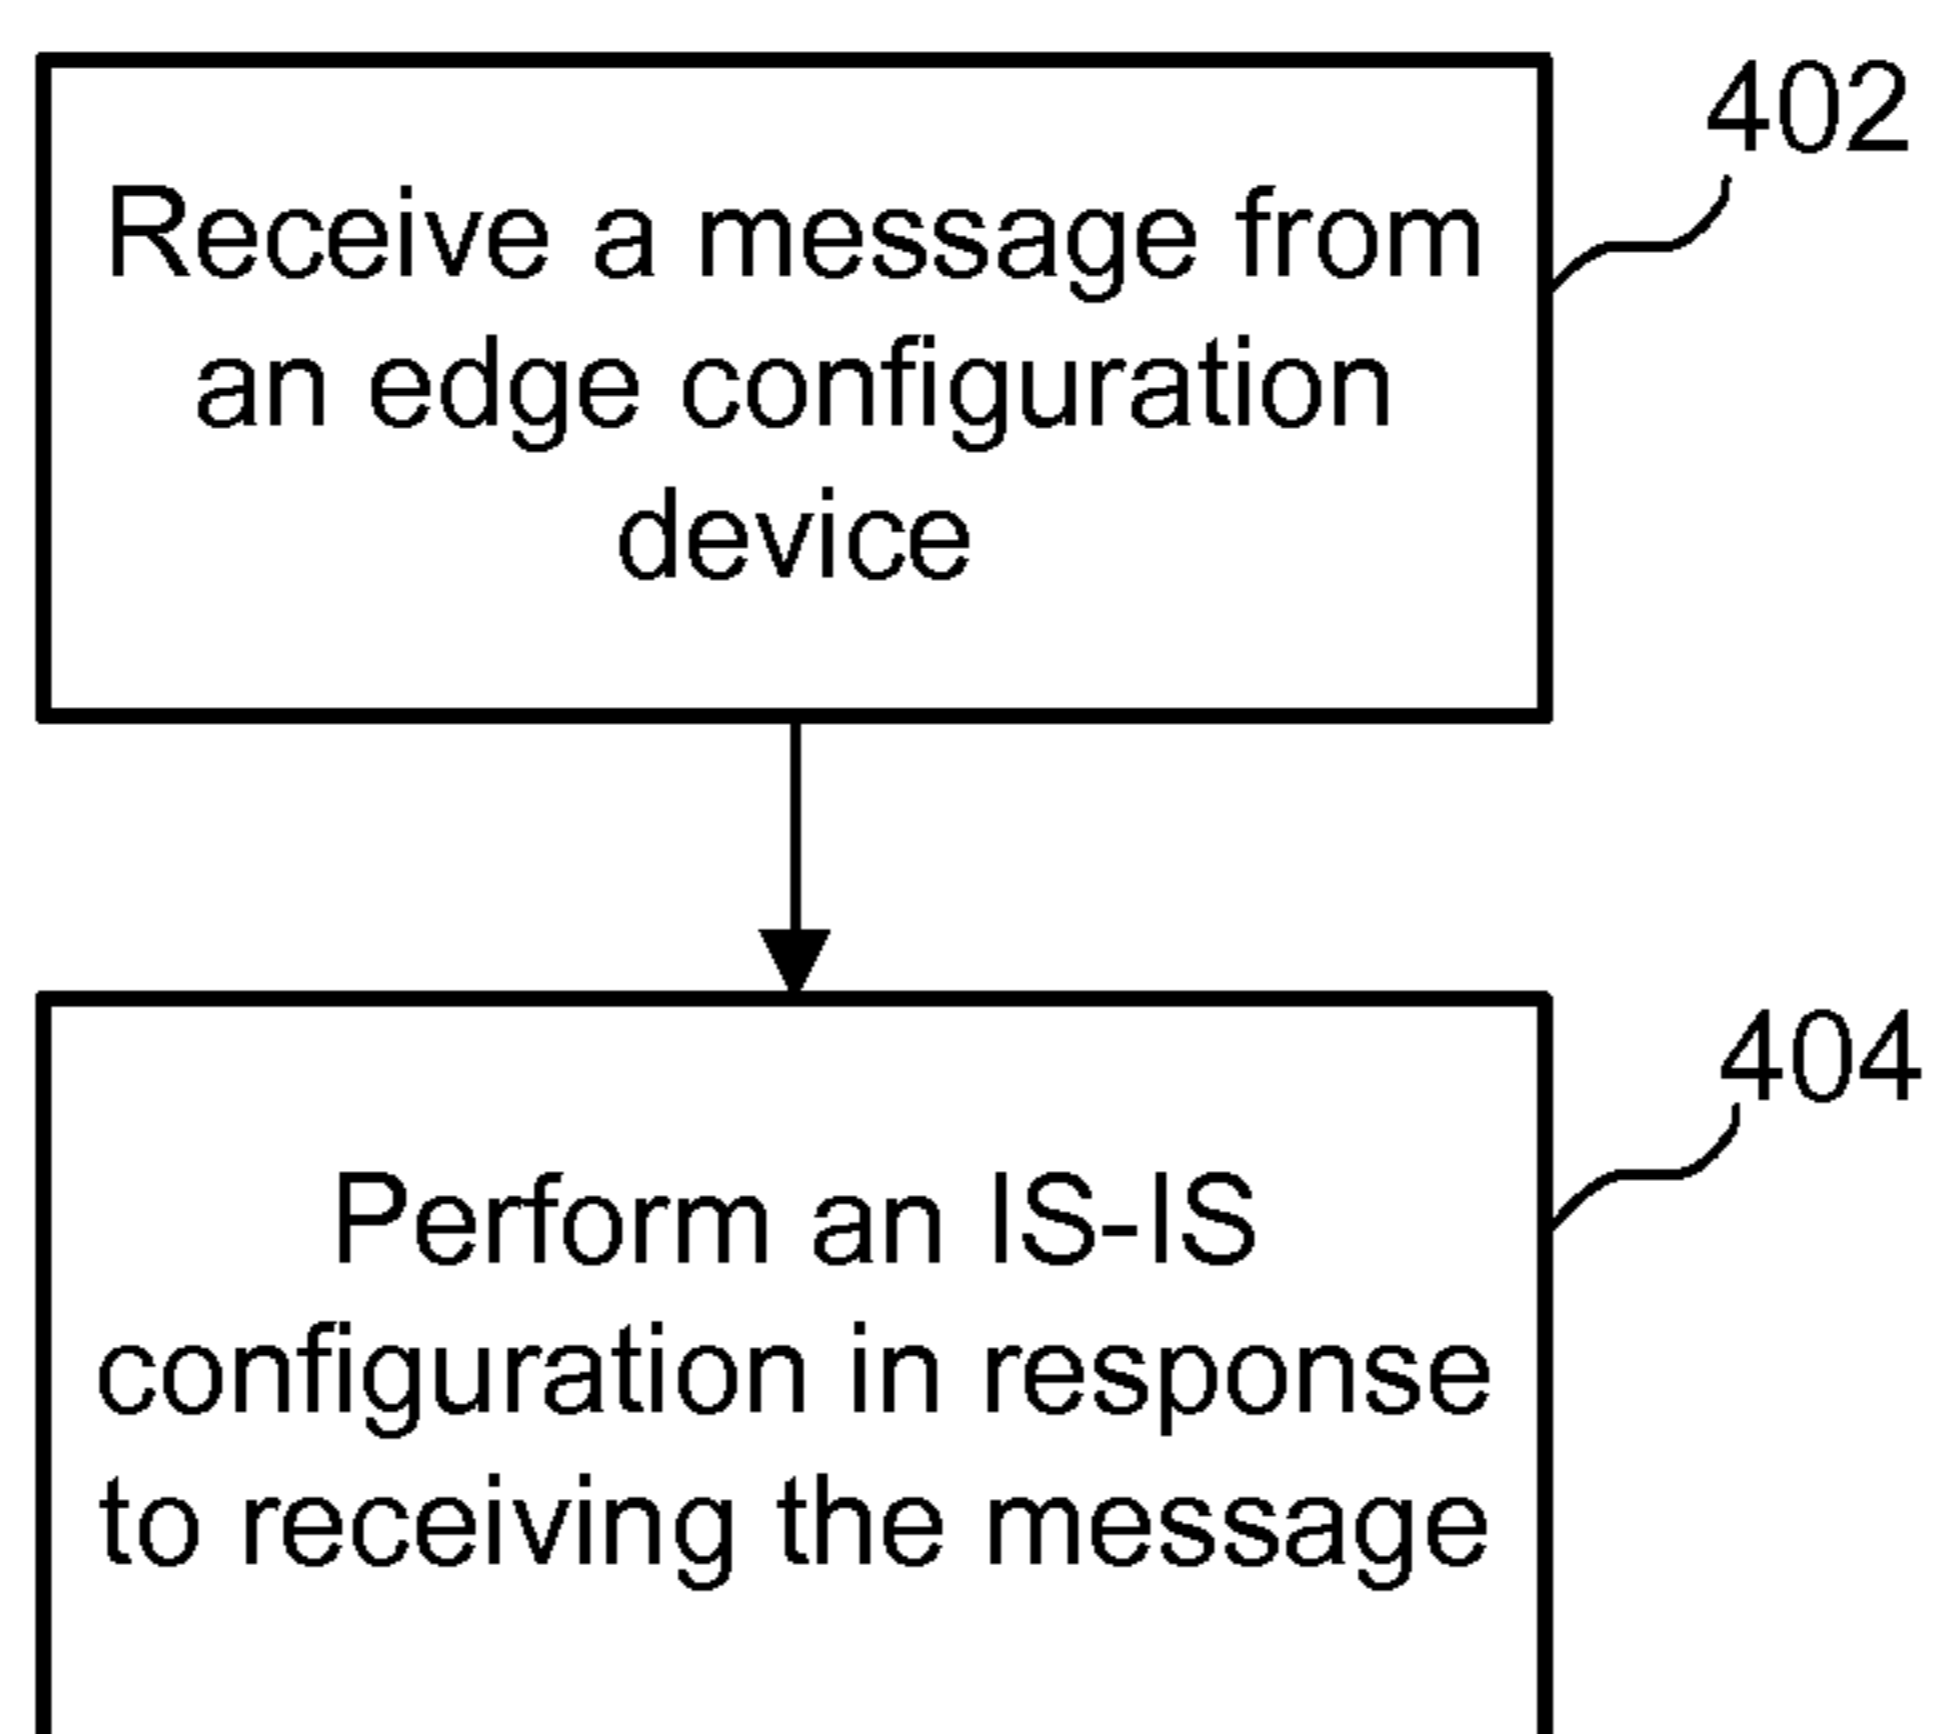 402
Receive a message from
an edge configuration
device
404
Perform an IS-IS
configuration in response
to receiving the message